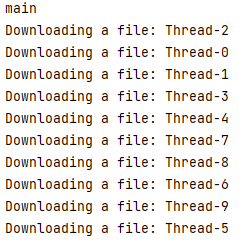 main
Downloading a file: Thread-2
Downloading a file: Thread-0
Downloading a file: Thread-1
Downloading a file: Thread-3
Downloading a file: Thread-4
Downloading a file: Thread-7
Downloading a file: Thread-8
Downloading a file: Thread-6
Downloading a file: Thread-9
Downloading a file: Thread-5